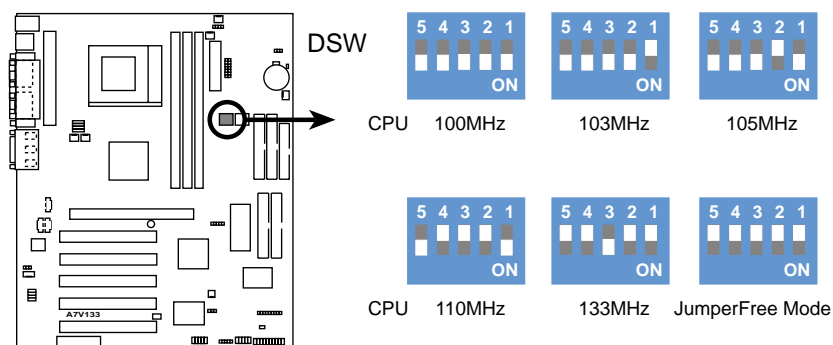 DSW
5 4 3 2 1
ON
5 4 3 2 1
ON
5 4 3 2 1
ON
CPU 100MHz 103MHz 105MHz
5 4 3 2 1
ON
5 4 3 2 1
ON
5 4 3 2 1
ON
CPU 110MHz 133MHz JumperFree Mode
A7V133